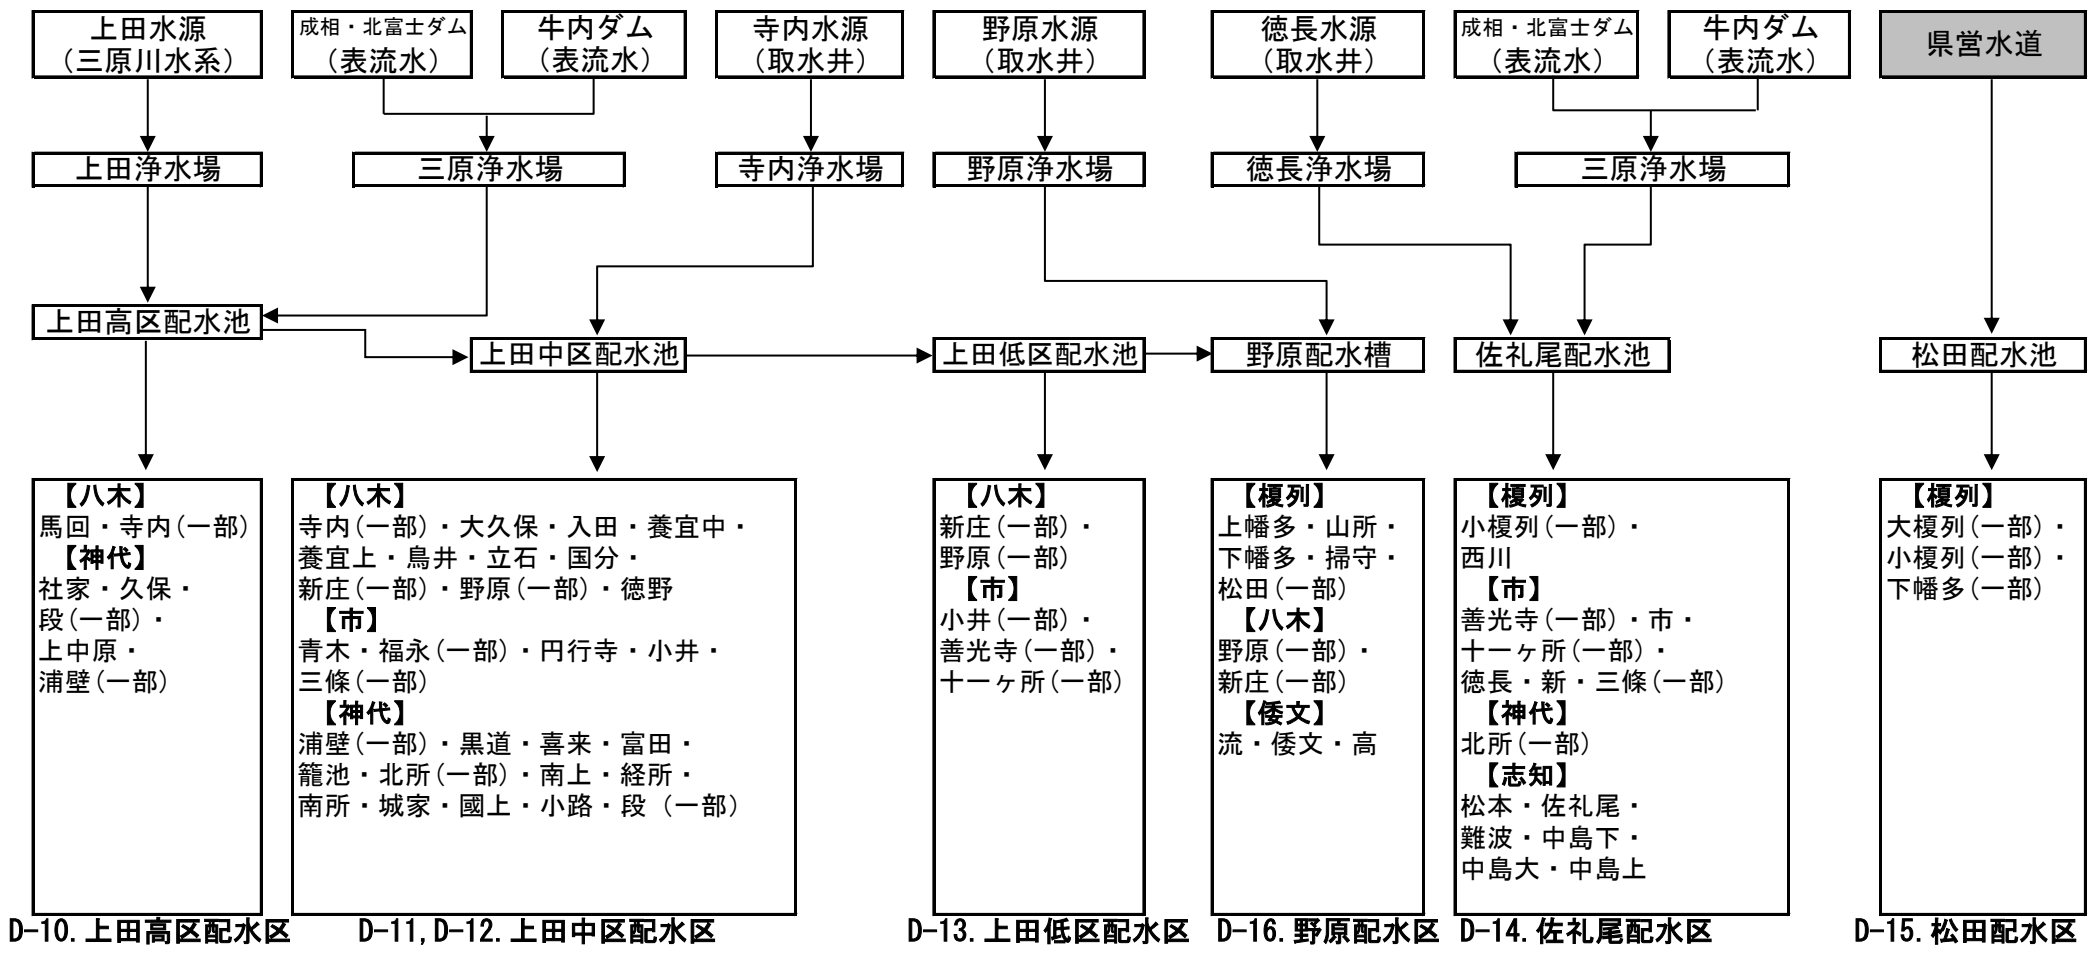 上田水源
（三原川水系）
成相・北富士ダム
（表流水）
牛内ダム
（表流水）
寺内水源
（取水井）
野原水源
（取水井）
徳長水源
（取水井）
成相・北富士ダム
（表流水）
牛内ダム
（表流水）
県営水道
上田浄水場
三原浄水場
寺内浄水場
野原浄水場
徳長浄水場
三原浄水場
上田高区配水池
上田中区配水池
上田低区配水池
野原配水槽
佐礼尾配水池
松田配水池
【八木】
馬回・寺内(一部)
【神代】
社家・久保・
段(一部)・
上中原・
浦壁(一部)
D-10.上田高区配水区
【八木】
寺内(一部)・大久保・入田・養宜中・
養宜上・鳥井・立石・国分・
新庄(一部)・野原(一部)・徳野
【市】
青木・福永(一部)・円行寺・小井・
三條(一部)
【神代】
浦壁(一部)・黒道・喜来・富田・
籠池・北所(一部)・南上・経所・
南所・城家・國上・小路・段（一部）
D-11,D-12.上田中区配水区
【八木】
新庄(一部)・
野原(一部)
【市】
小井(一部)・
善光寺(一部)・
十一ヶ所(一部)
D-13.上田低区配水区
【榎列】
上幡多・山所・
下幡多・掃守・
松田(一部)
【八木】
野原(一部)・
新庄(一部)
【倭文】
流・倭文・高
D-16.野原配水区
【榎列】
小榎列(一部)・
西川
【市】
善光寺(一部)・市・
十一ヶ所(一部)・
徳長・新・三條(一部)
【神代】
北所(一部)
【志知】
松本・佐礼尾・
難波・中島下・
中島大・中島上
D-14.佐礼尾配水区
【榎列】
大榎列(一部)・
小榎列(一部)・
下幡多(一部)
D-15.松田配水区